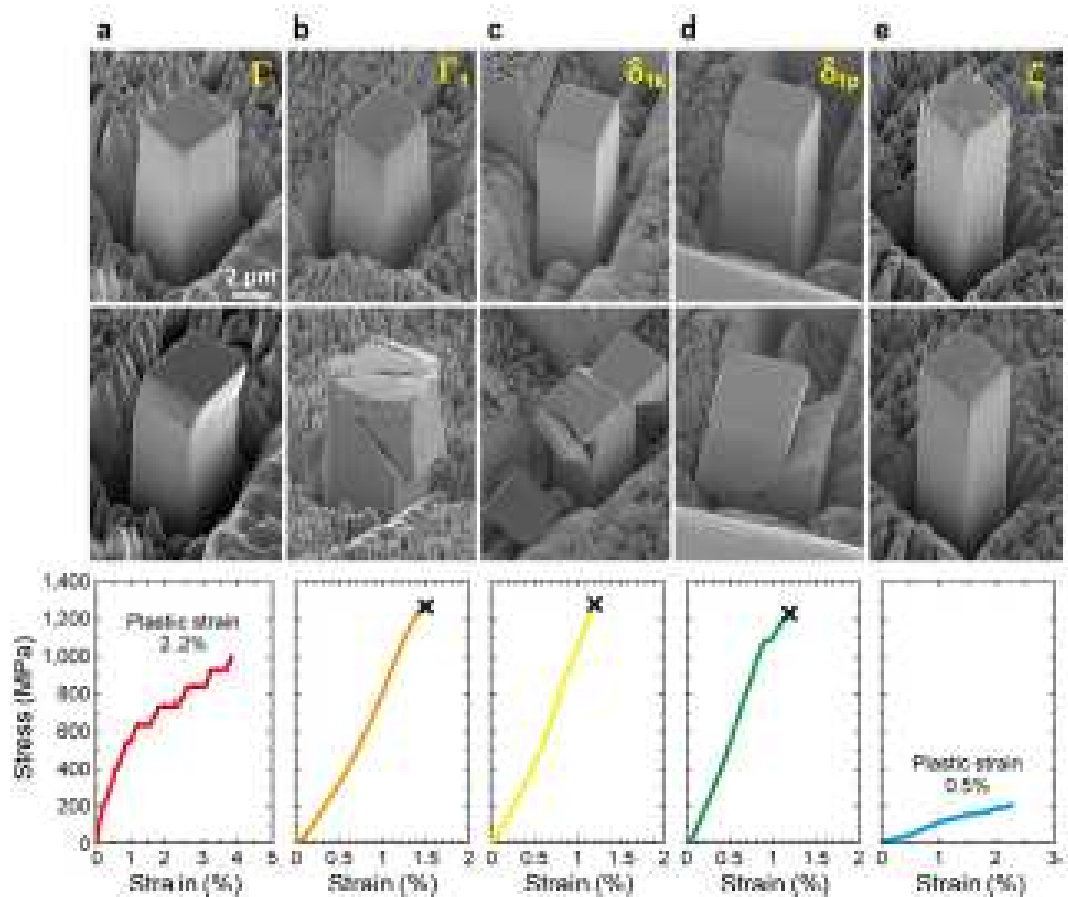 a b c d e
Γ Γ₁ δ₁ₖ δ₁ₚ ζ
2 μm
1,400
1,200
1,000
800
600
400
200
0
Stress (MPa)
Plastic strain
2.2%
Plastic strain
0.5%
0 1 2 3 4 5
0 0.5 1 1.5 2
0 0.5 1 1.5 2
0 0.5 1 1.5 2
0 1 2 3
Strain (%) Strain (%) Strain (%) Strain (%) Strain (%)